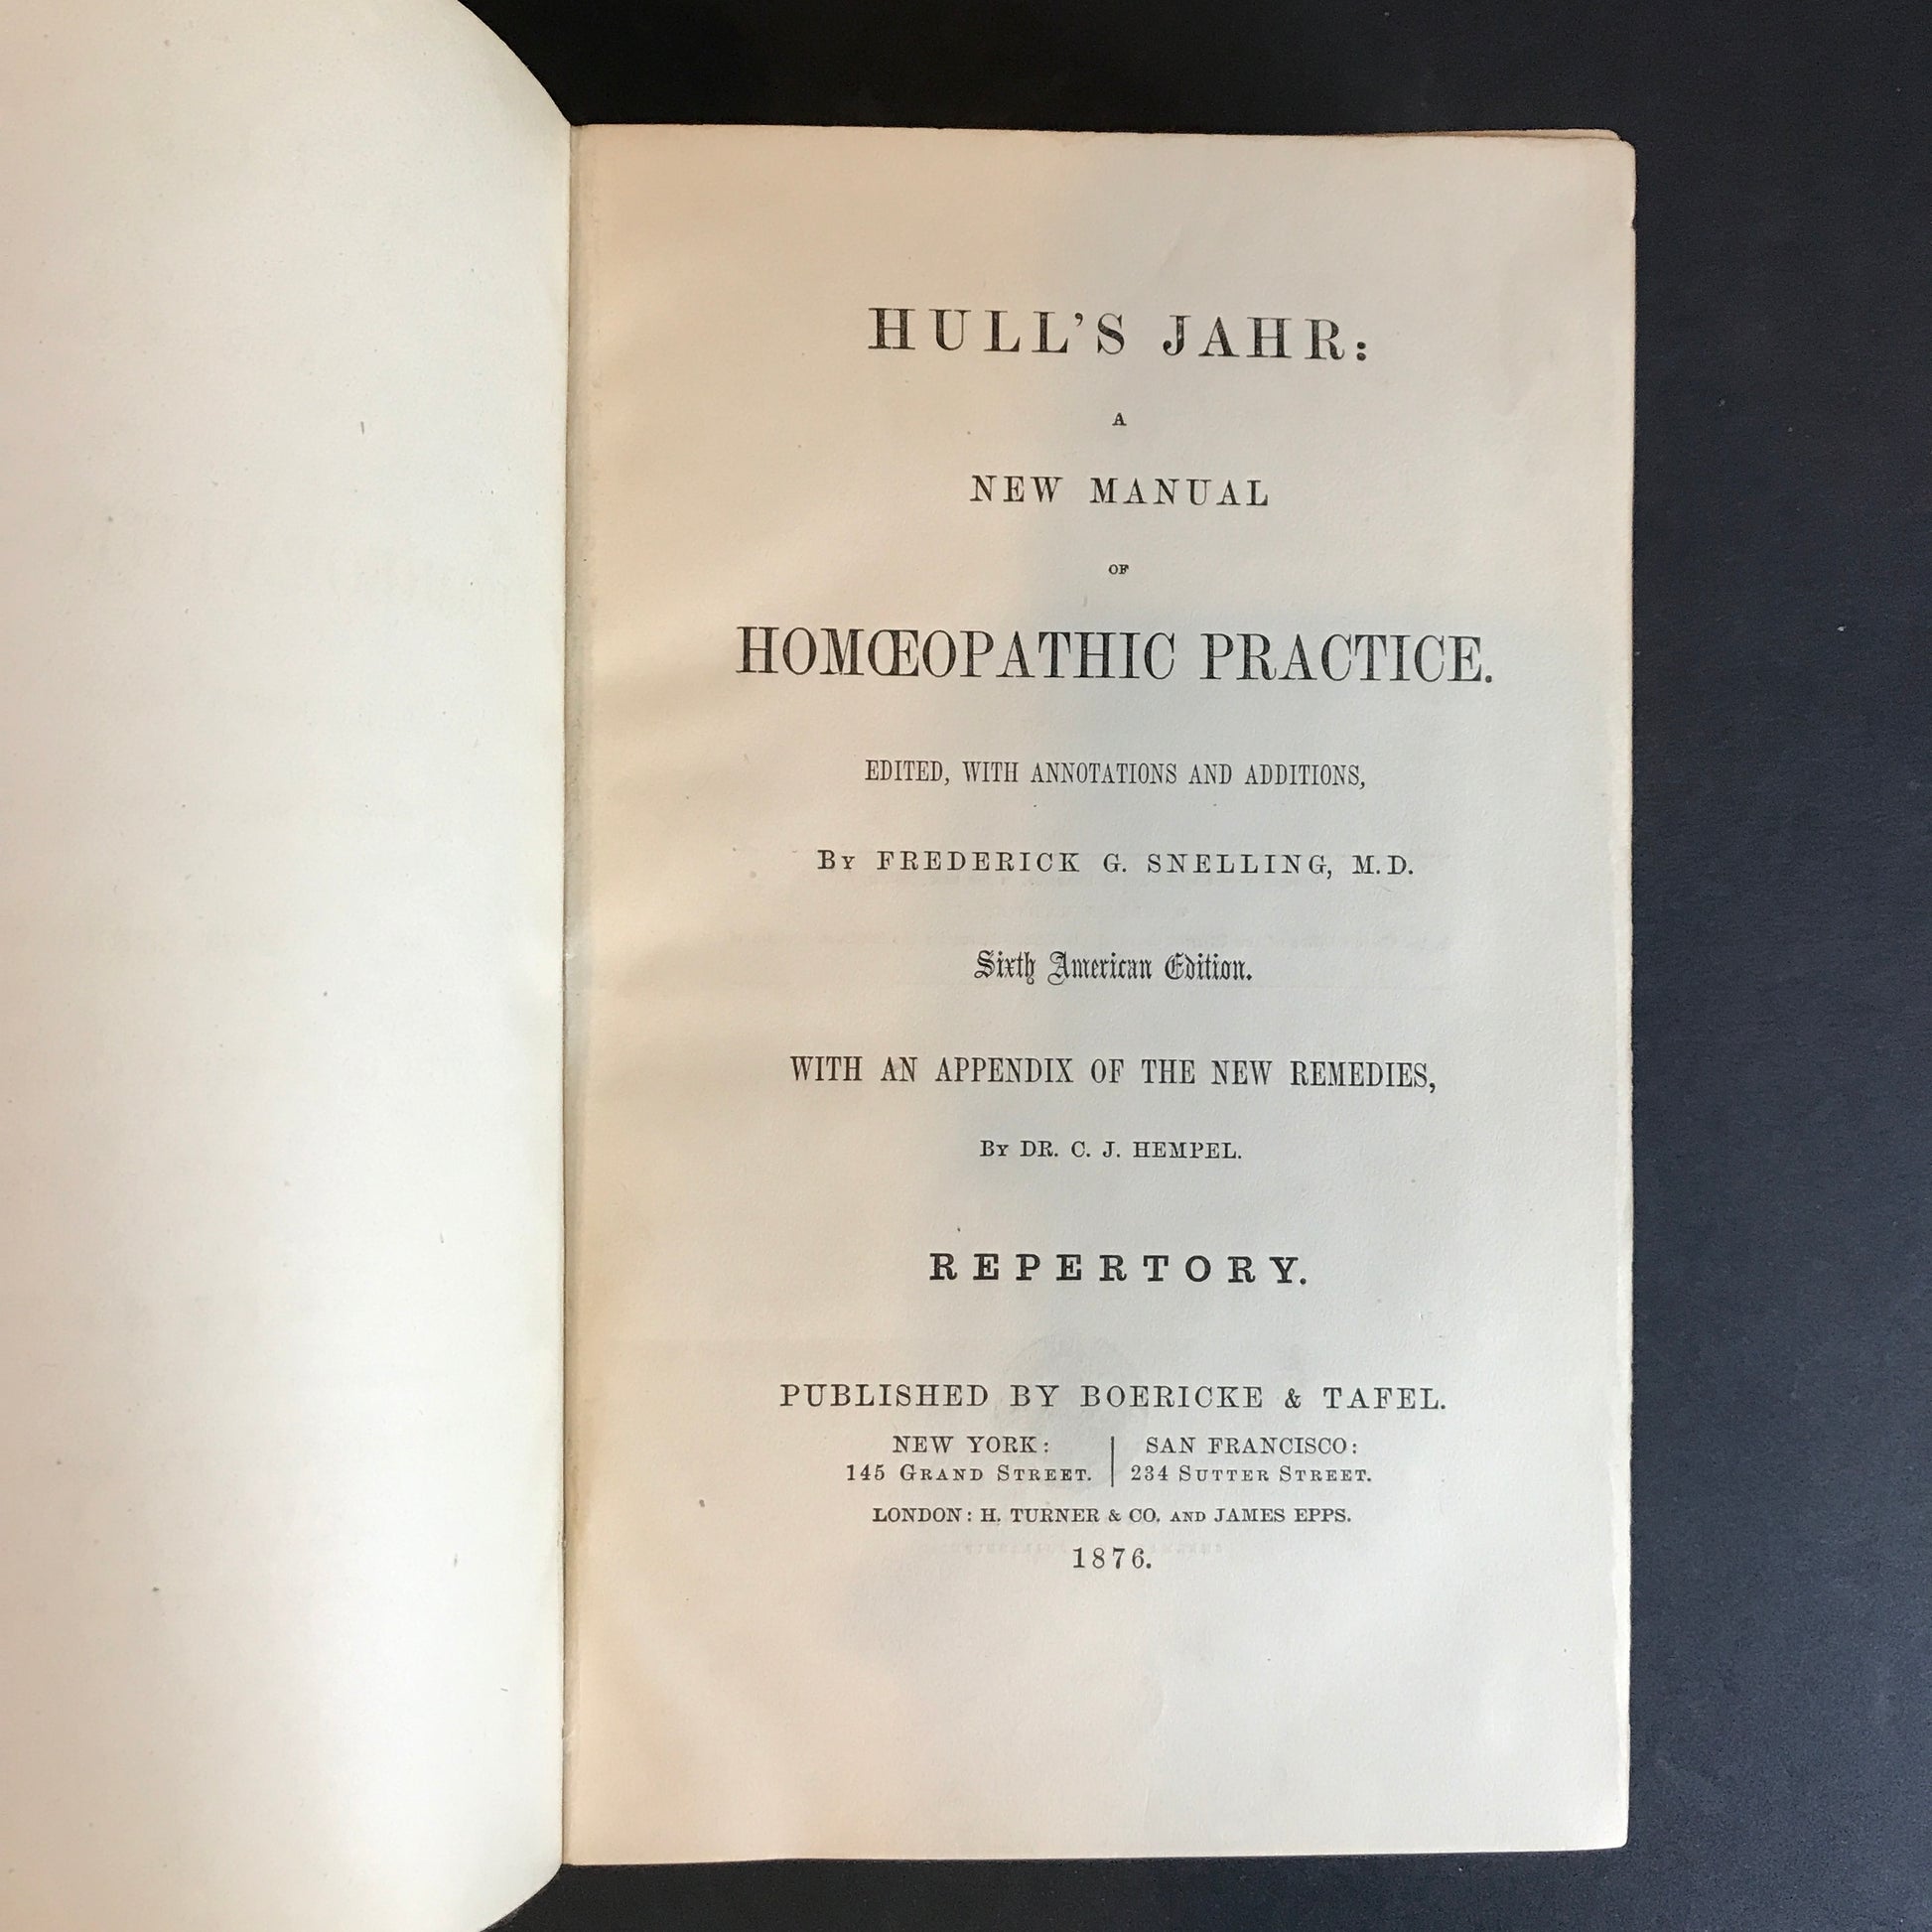 HULL'S JAHR:
A
NEW MANUAL
OF
HOMŒOPATHIC PRACTICE.
EDITED, WITH ANNOTATIONS AND ADDITIONS,
BY FREDERICK G. SNELLING, M.D.
Sixth American Edition.
WITH AN APPENDIX OF THE NEW REMEDIES,
BY DR. C. J. HEMPEL.
REPERTORY.
PUBLISHED BY BOERICKE & TAFEL.
NEW YORK:
145 GRAND STREET.
SAN FRANCISCO:
234 SUTTER STREET.
LONDON: H. TURNER & CO. AND JAMES EPPS.
1876.